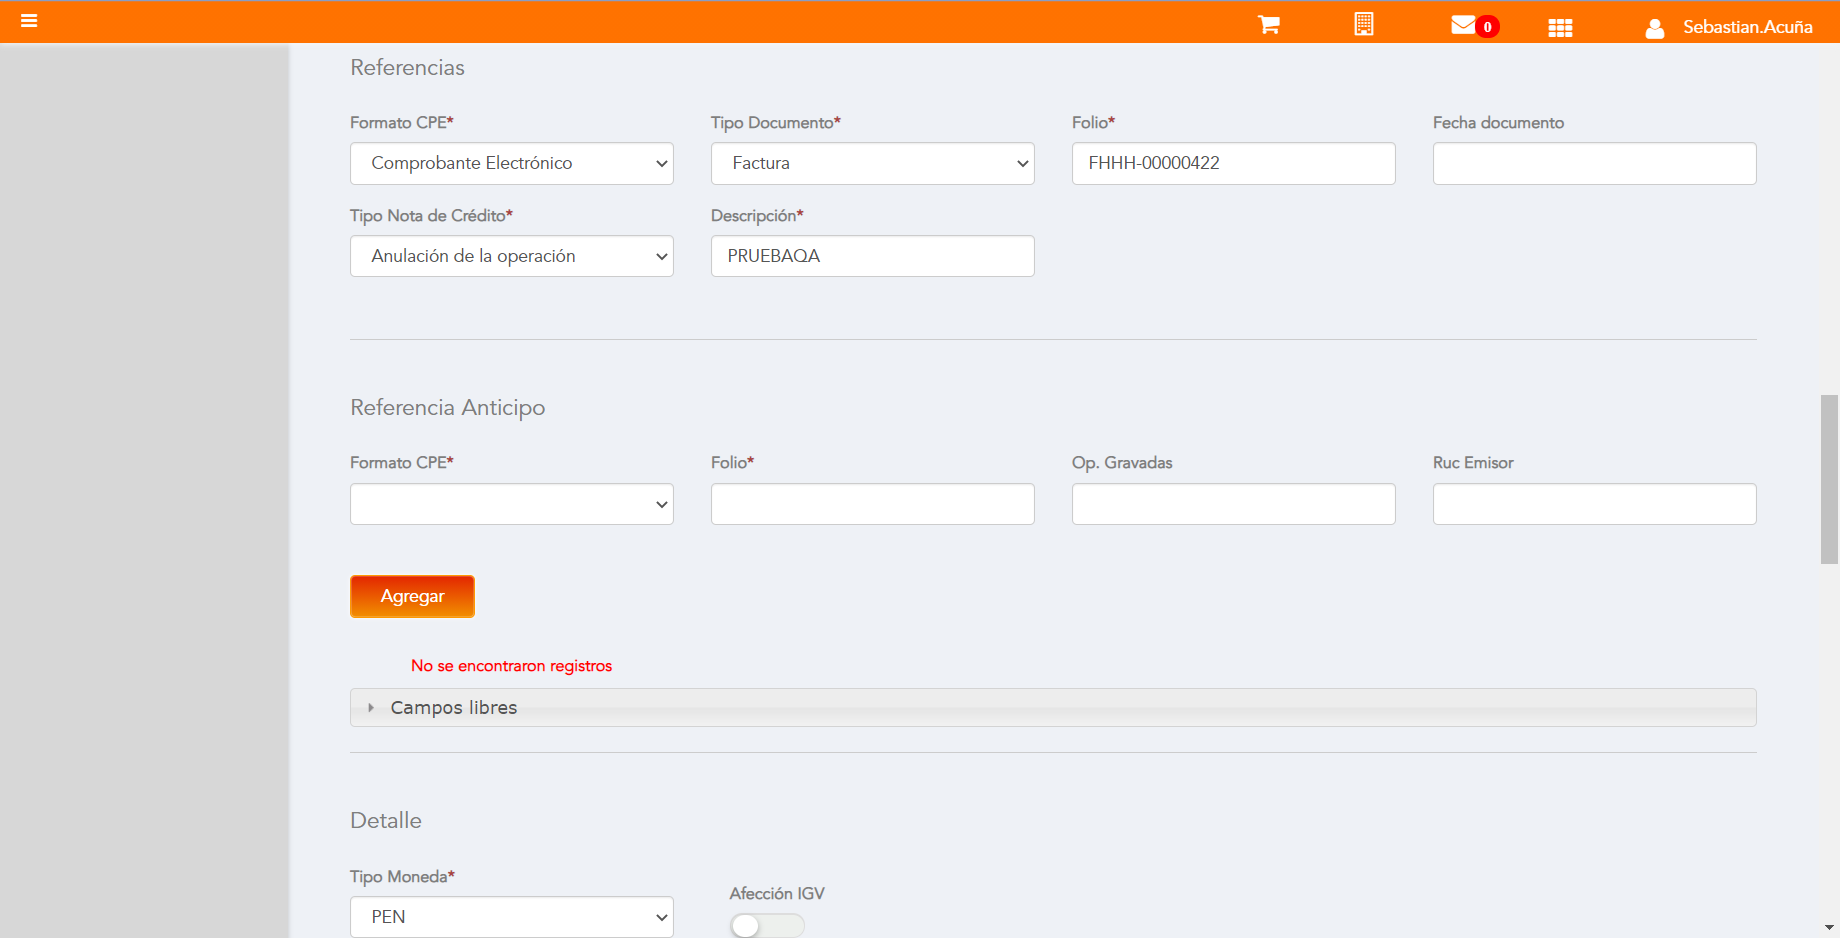 0
Sebastian.Acuña
Referencias
Formato CPE*
Tipo Documento*
Folio*
Fecha documento
Comprobante Electrónico
Factura
FHHH-00000422
Tipo Nota de Crédito*
Descripción*
Anulación de la operación
PRUEBAQA
Referencia Anticipo
Formato CPE*
Folio*
Op. Gravadas
Ruc Emisor
Agregar
No se encontraron registros
Campos libres
Detalle
Tipo Moneda*
Afección IGV
PEN